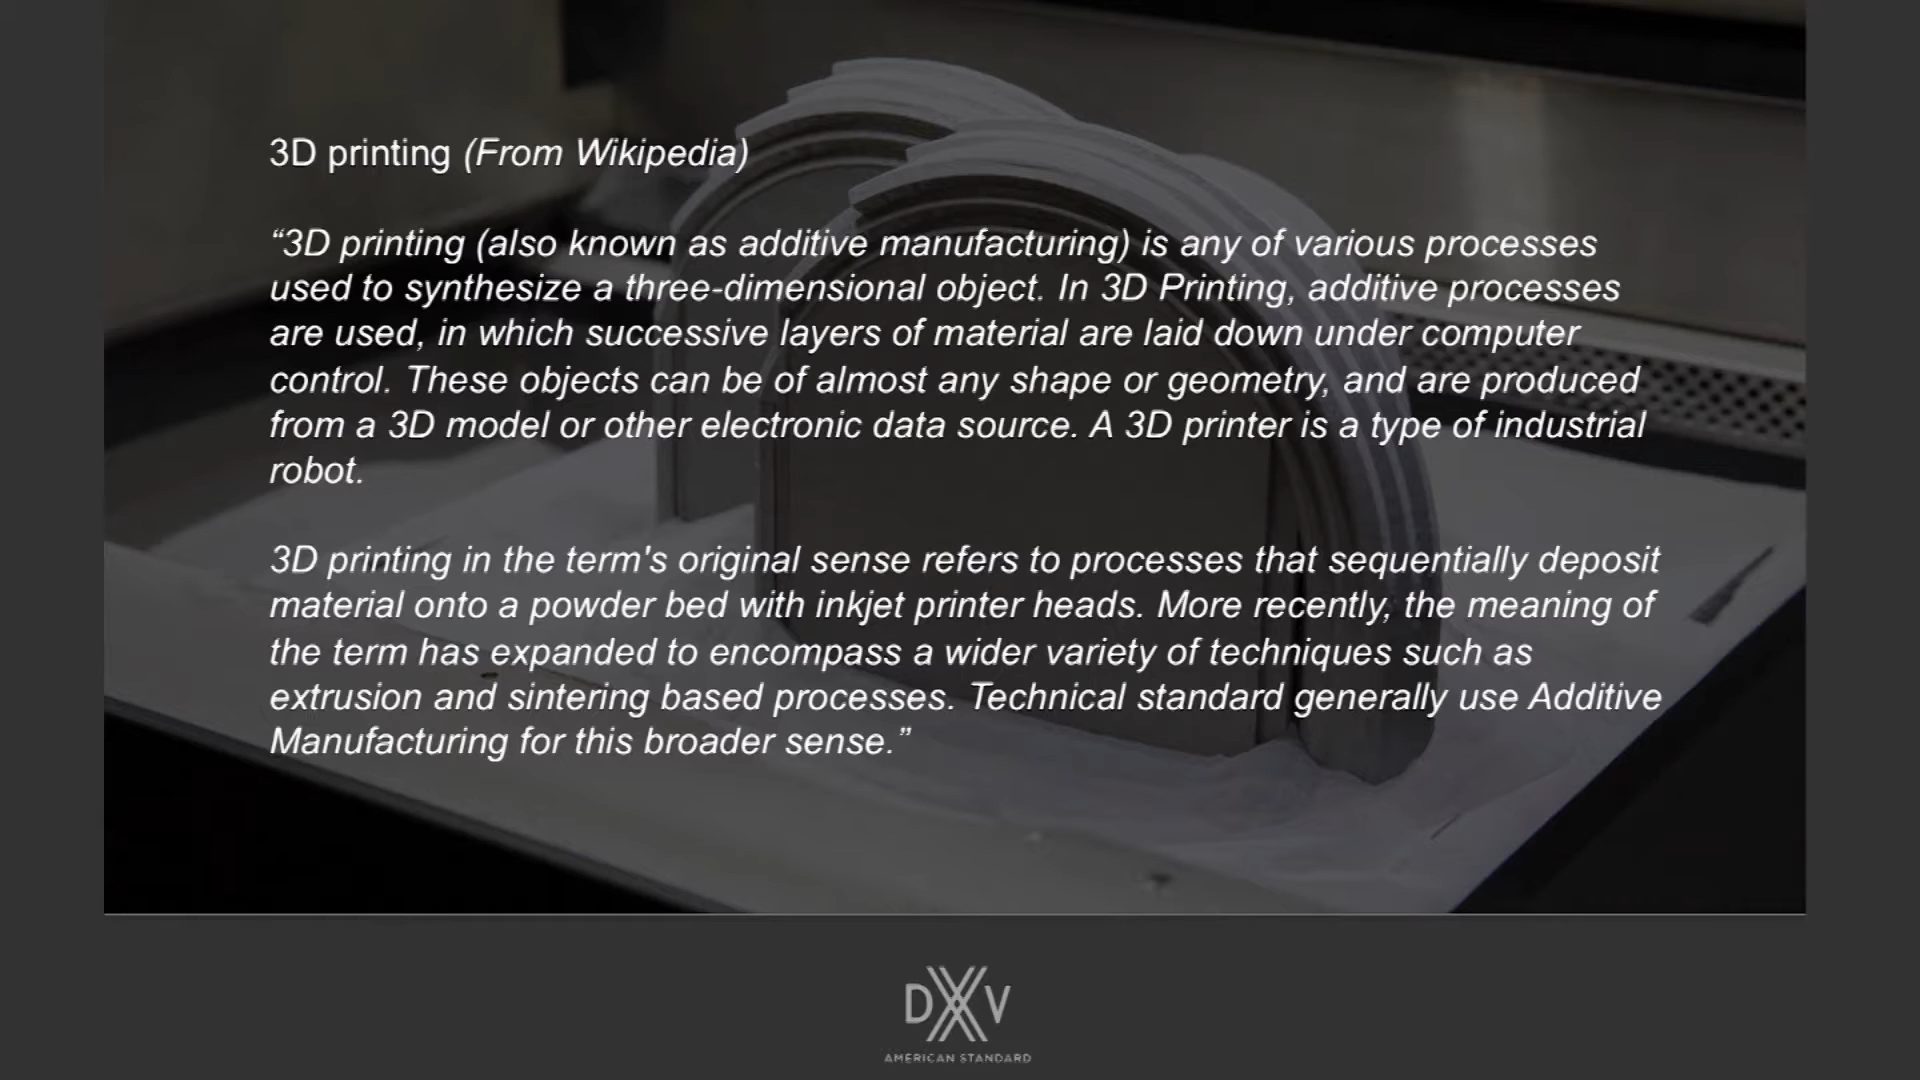 3D printing (From Wikipedia)
“3D printing (also known as additive manufacturing) is any of various processes
used to synthesize a three-dimensional object. In 3D Printing, additive processes
are used, in which successive layers of material are laid down under computer
control. These objects can be of almost any shape or geometry, and are produced
from a 3D model or other electronic data source. A 3D printer is a type of industrial
robot.
3D printing in the term's original sense refers to processes that sequentially deposit
material onto a powder bed with inkjet printer heads. More recently, the meaning of
the term has expanded to encompass a wider variety of techniques such as
extrusion and sintering based processes. Technical standard generally use Additive
Manufacturing for this broader sense.”
DXV
AMERICAN STANDARD